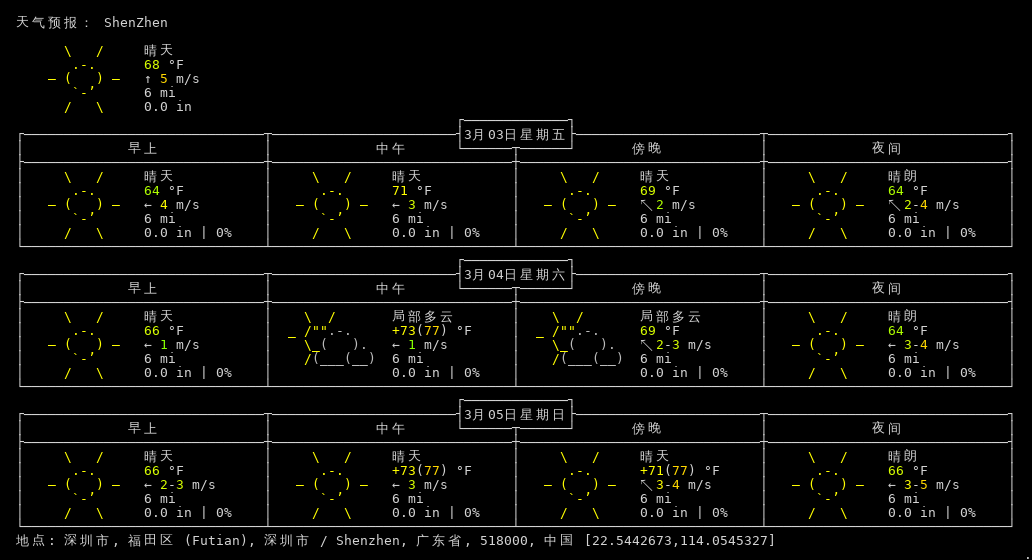 天气预报： ShenZhen
晴天
68 °F
↑ 5 m/s
6 mi
0.0 in
3月03日星期五
早上 中午 傍晚 夜间
晴天 晴天 晴天 晴朗
64 °F 71 °F 69 °F 64 °F
← 4 m/s ← 3 m/s ↖ 2 m/s ↖ 2-4 m/s
6 mi 6 mi 6 mi 6 mi
0.0 in | 0% 0.0 in | 0% 0.0 in | 0% 0.0 in | 0%
3月04日星期六
早上 中午 傍晚 夜间
晴天 局部多云 局部多云 晴朗
66 °F +73(77) °F 69 °F 64 °F
← 1 m/s ← 1 m/s ↖ 2-3 m/s ← 3-4 m/s
6 mi 6 mi 6 mi 6 mi
0.0 in | 0% 0.0 in | 0% 0.0 in | 0% 0.0 in | 0%
3月05日星期日
早上 中午 傍晚 夜间
晴天 晴天 晴天 晴朗
66 °F +73(77) °F +71(77) °F 66 °F
← 2-3 m/s ← 3 m/s ↖ 3-4 m/s ← 3-5 m/s
6 mi 6 mi 6 mi 6 mi
0.0 in | 0% 0.0 in | 0% 0.0 in | 0% 0.0 in | 0%
地点: 深圳市, 福田区 (Futian), 深圳市 / Shenzhen, 广东省, 518000, 中国 [22.5442673,114.0545327]